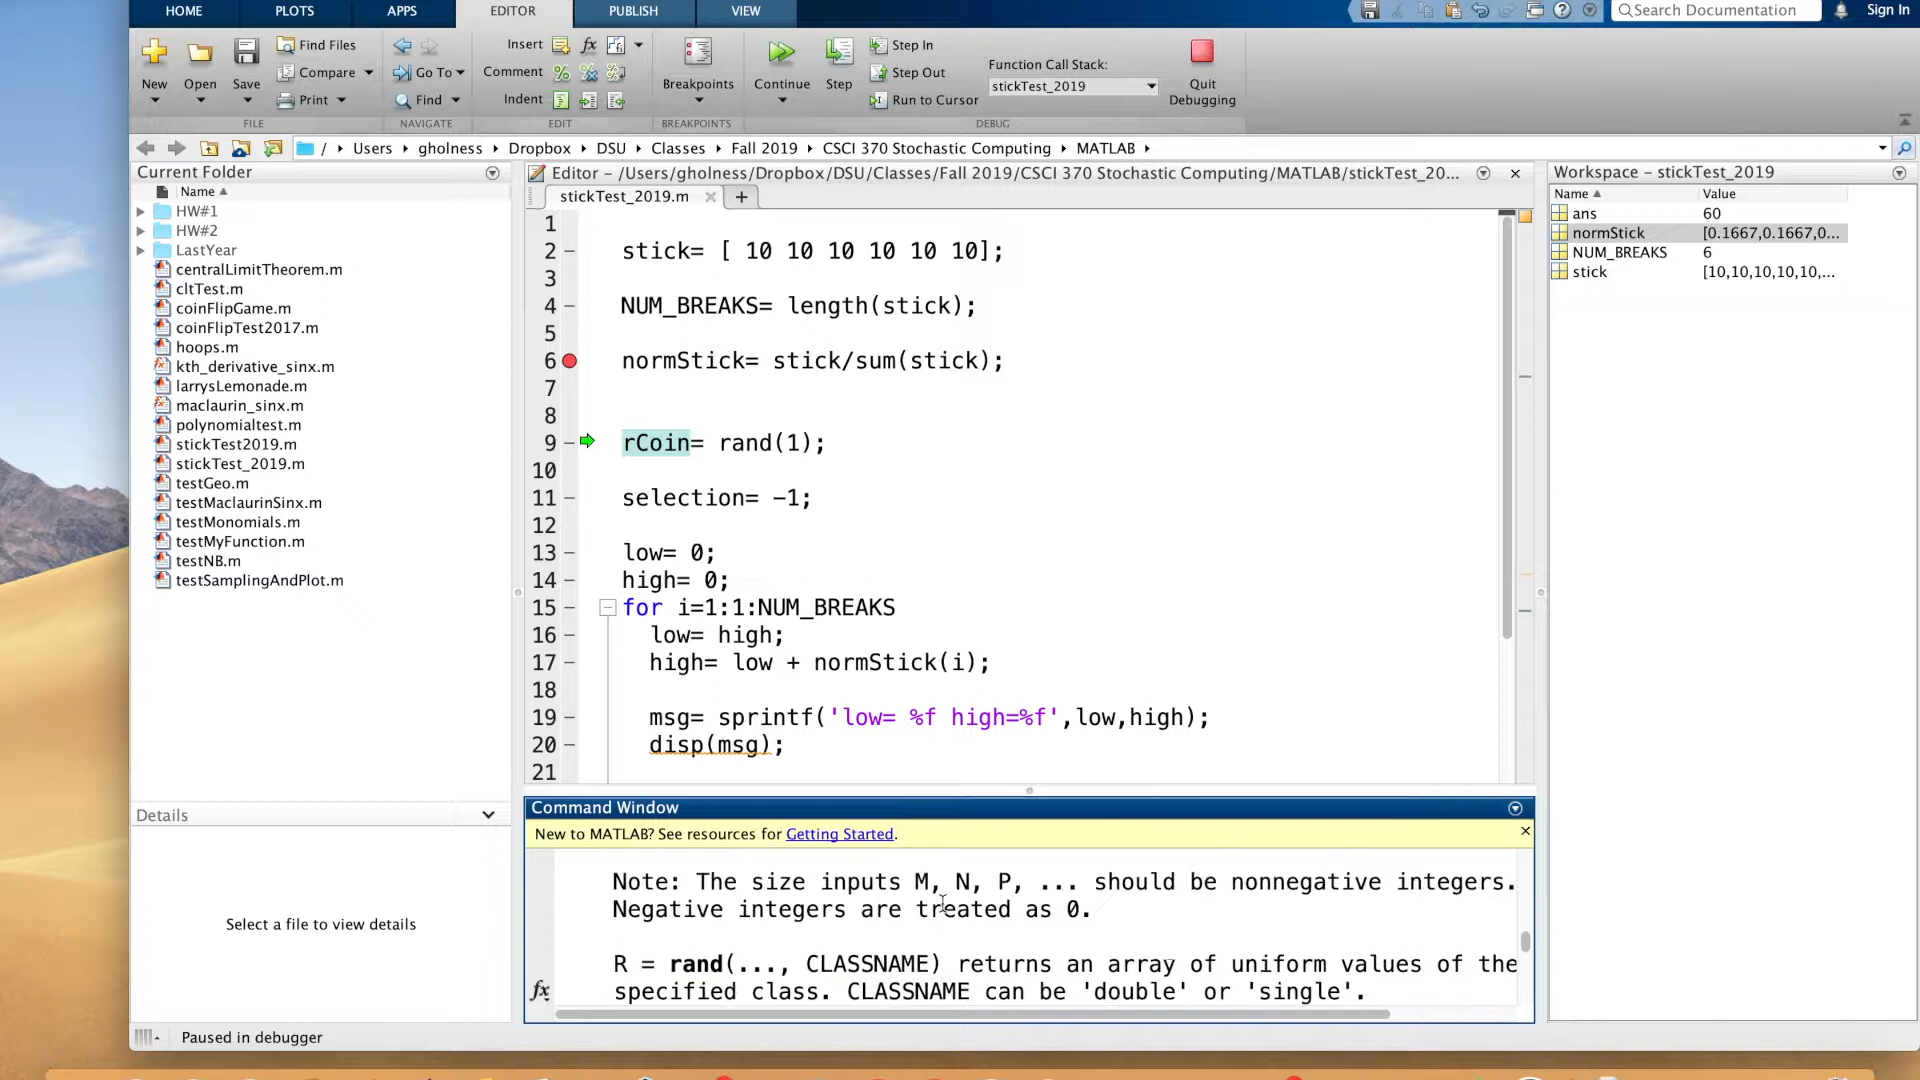 HOME PLOTS APPS EDITOR PUBLISH VIEW
Search Documentation Sign In
New Open Save
Find Files
Compare
Print
FILE
Go To
Find
NAVIGATE
Insert fx
Comment
Indent
EDIT
Breakpoints
BREAKPOINTS
Continue Step
Step In
Step Out
Run to Cursor
Function Call Stack:
stickTest_2019
Quit
Debugging
DEBUG
/ Users gholness Dropbox DSU Classes Fall 2019 CSCI 370 Stochastic Computing MATLAB
Current Folder
Name
HW#1
HW#2
LastYear
centralLimitTheorem.m
cltTest.m
coinFlipGame.m
coinFlipTest2017.m
hoops.m
kth_derivative_sinx.m
larrysLemonade.m
maclaurin_sinx.m
polynomialtest.m
stickTest2019.m
stickTest_2019.m
testGeo.m
testMaclaurinSinx.m
testMonomials.m
testMyFunction.m
testNB.m
testSamplingAndPlot.m
Details
Select a file to view details
Editor – /Users/gholness/Dropbox/DSU/Classes/Fall 2019/CSCI 370 Stochastic Computing/MATLAB/stickTest_20...
stickTest_2019.m
1
2 – stick= [ 10 10 10 10 10 10];
3
4 – NUM_BREAKS= length(stick);
5
6 normStick= stick/sum(stick);
7
8
9 – rCoin= rand(1);
10
11 – selection= -1;
12
13 – low= 0;
14 – high= 0;
15 – for i=1:1:NUM_BREAKS
16 – low= high;
17 – high= low + normStick(i);
18
19 – msg= sprintf('low= %f high=%f',low,high);
20 – disp(msg);
21
Command Window
New to MATLAB? See resources for Getting Started.
Note: The size inputs M, N, P, ... should be nonnegative integers.
Negative integers are treated as 0.
R = rand(..., CLASSNAME) returns an array of uniform values of the
specified class. CLASSNAME can be 'double' or 'single'.
fx
Workspace – stickTest_2019
Name Value
ans 60
normStick [0.1667,0.1667,0...
NUM_BREAKS 6
stick [10,10,10,10,10,...
Paused in debugger